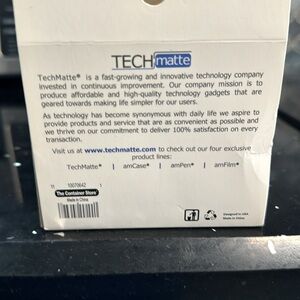 TECHmatte
TechMatte® is a fast-growing and innovative technology company
invested in continuous improvement. Our company mission is to
produce affordable and high-quality technology gadgets that are
geared towards making life simpler for our users.
As technology has become synonymous with daily life we aspire to
provide products and service that are as convenient as possible and
we thrive on our commitment to deliver 100% satisfaction on every
transaction.
Visit us at www.techmatte.com to check out our four exclusive
product lines:
TechMatte® | amCase® | amPen® | amFilm®
11 10070642 1
The Container Store
Made in China
Designed in USA
Made in China